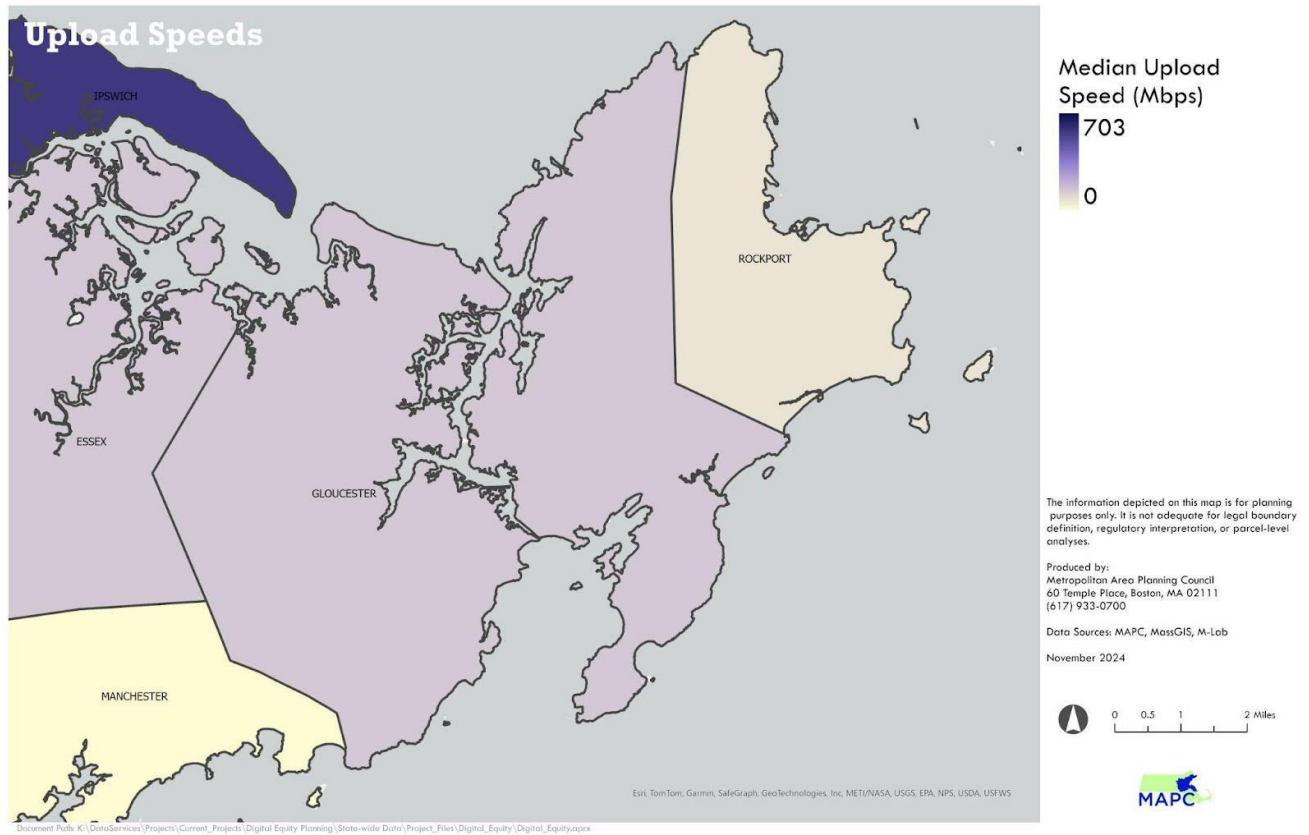 Upload Speeds
IPSWICH
ROCKPORT
ESSEX
GLOUCESTER
MANCHESTER
Esri, TomTom, Garmin, SafeGraph, GeoTechnologies, Inc, METI/NASA, USGS, EPA, NPS, USDA, USFWS
Median Upload
Speed (Mbps)
703
0
The information depicted on this map is for planning
purposes only. It is not adequate for legal boundary
definition, regulatory interpretation, or parcel-level
analyses.
Produced by:
Metropolitan Area Planning Council
60 Temple Place, Boston, MA 02111
(617) 933-0700
Data Sources: MAPC, MassGIS, M-Lab
November 2024
0 0.5 1 2 Miles
MAPC
Document Path: K:\DataServices\Projects\Current_Projects\Digital Equity Planning\State-wide Data\Project_Files\Digital_Equity\Digital_Equity.aprx